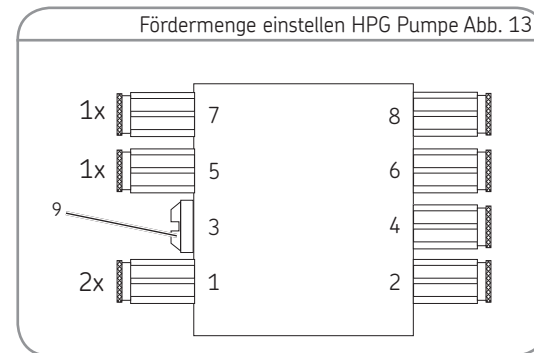 Fördermenge einstellen HPG Pumpe Abb. 13
1x 7 8
1x 5 6
9 3 4
2x 1 2